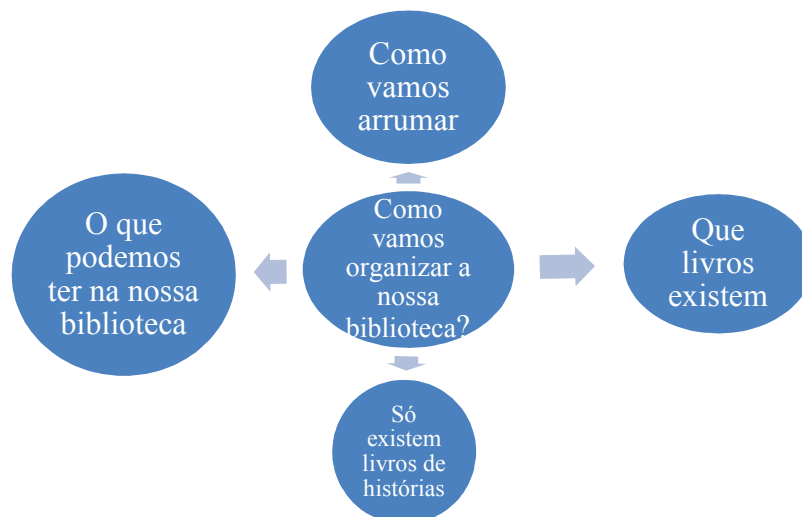 Como
vamos
arrumar
O que
podemos
ter na nossa
biblioteca
Como
vamos
organizar a
nossa
biblioteca?
Que
livros
existem
Só
existem
livros de
histórias